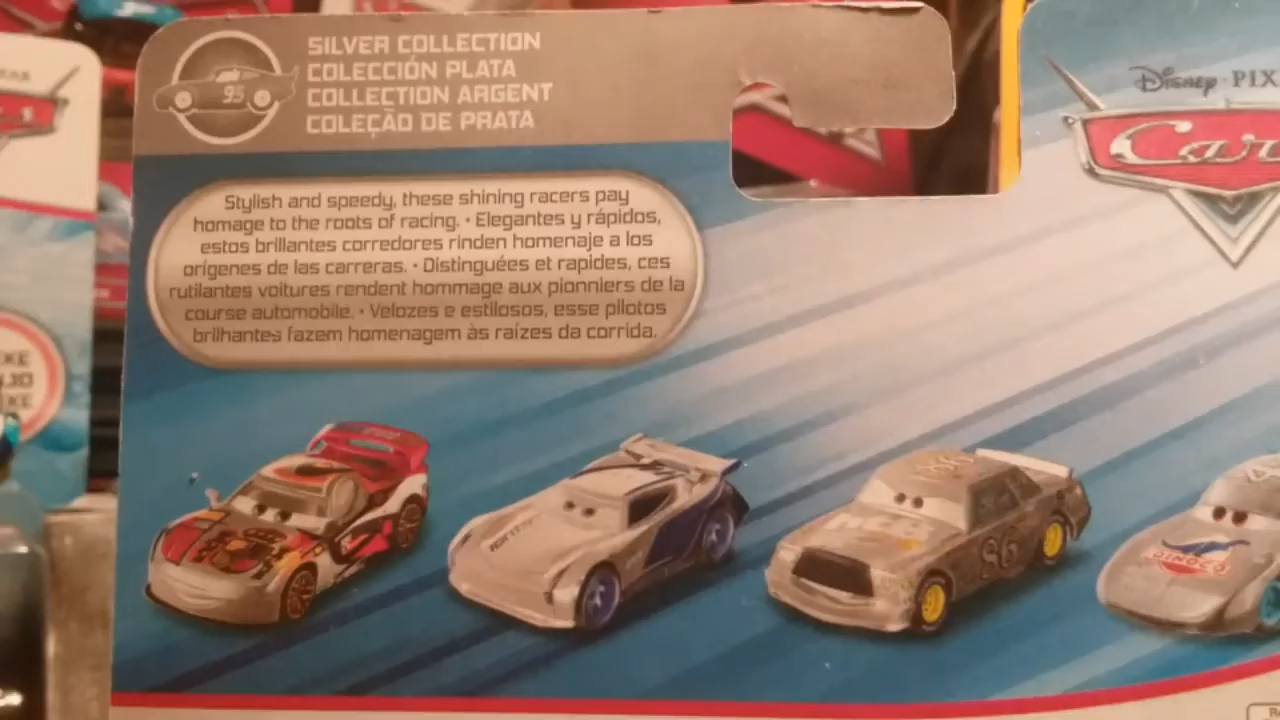 SILVER COLLECTION
COLECCIÓN PLATA
COLLECTION ARGENT
COLEÇÃO DE PRATA
95
Stylish and speedy, these shining racers pay
homage to the roots of racing. • Elegantes y rápidos,
estos brillantes corredores rinden homenaje a los
orígenes de las carreras. • Distinguées et rapides, ces
rutilantes voitures rendent hommage aux pionniers de la
course automobile. • Velozes e estilosos, esse pilotos
brilhantes fazem homenagem às raízes da corrida.
Disney PIX
Car
HCB
86
DINOCO